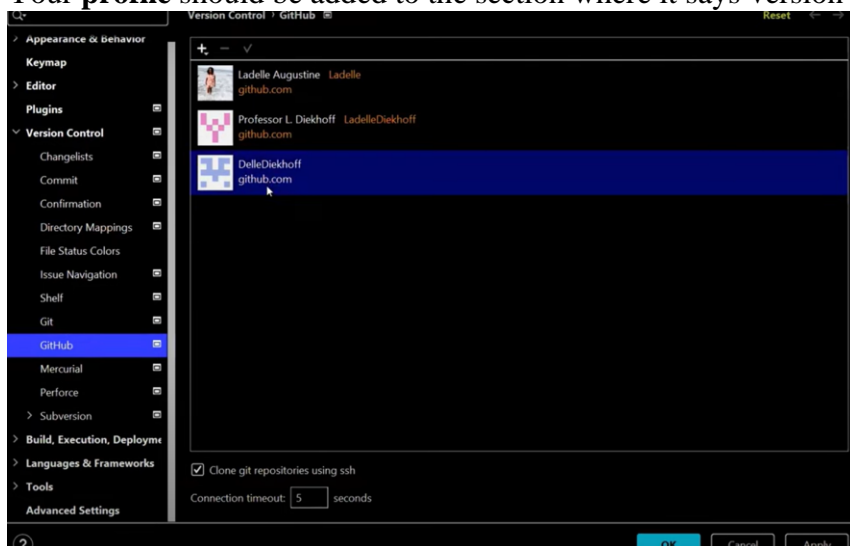 Your profile should be added to the section where it says version
Version Control › GitHub
Reset
Appearance & Behavior
Keymap
Editor
Plugins
Version Control
Changelists
Commit
Confirmation
Directory Mappings
File Status Colors
Issue Navigation
Shelf
Git
GitHub
Mercurial
Perforce
Subversion
Build, Execution, Deployme
Languages & Frameworks
Tools
Advanced Settings
Ladelle Augustine Ladelle
github.com
Professor L. Diekhoff LadelleDiekhoff
github.com
DelleDiekhoff
github.com
Clone git repositories using ssh
Connection timeout: 5 seconds
?
OK
Cancel
Apply